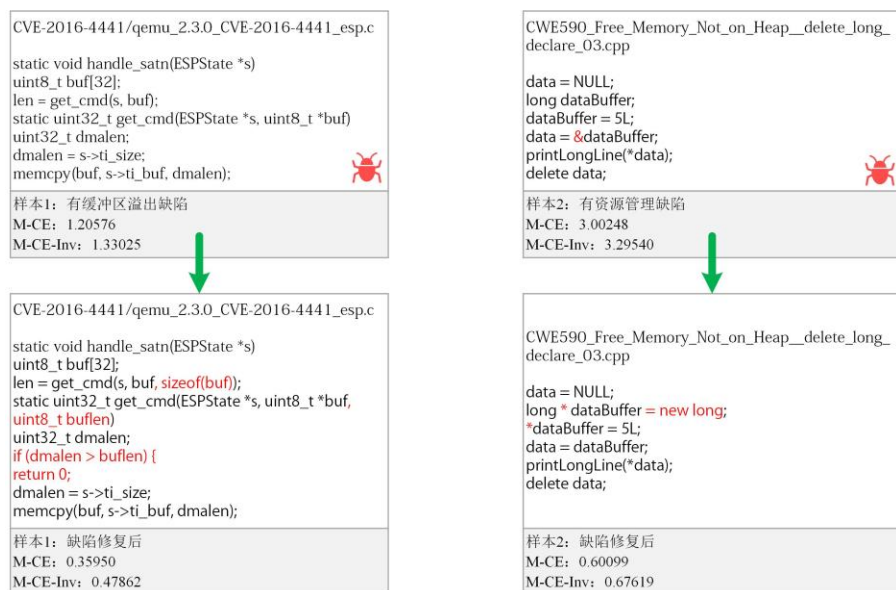 CVE-2016-4441/qemu_2.3.0_CVE-2016-4441_esp.c
static void handle_satn(ESPState *s)
uint8_t buf[32];
len = get_cmd(s, buf);
static uint32_t get_cmd(ESPState *s, uint8_t *buf)
uint32_t dmalen;
dmalen = s->ti_size;
memcpy(buf, s->ti_buf, dmalen);
样本1：有缓冲区溢出缺陷
M-CE：1.20576
M-CE-Inv：1.33025
CWE590_Free_Memory_Not_on_Heap__delete_long_
declare_03.cpp
data = NULL;
long dataBuffer;
dataBuffer = 5L;
data = &dataBuffer;
printLongLine(*data);
delete data;
样本2：有资源管理缺陷
M-CE：3.00248
M-CE-Inv：3.29540
CVE-2016-4441/qemu_2.3.0_CVE-2016-4441_esp.c
static void handle_satn(ESPState *s)
uint8_t buf[32];
len = get_cmd(s, buf, sizeof(buf));
static uint32_t get_cmd(ESPState *s, uint8_t *buf,
uint8_t buflen)
uint32_t dmalen;
if (dmalen > buflen) {
return 0;
dmalen = s->ti_size;
memcpy(buf, s->ti_buf, dmalen);
样本1：缺陷修复后
M-CE：0.35950
M-CE-Inv：0.47862
CWE590_Free_Memory_Not_on_Heap__delete_long_
declare_03.cpp
data = NULL;
long * dataBuffer = new long;
*dataBuffer = 5L;
data = dataBuffer;
printLongLine(*data);
delete data;
样本2：缺陷修复后
M-CE：0.60099
M-CE-Inv：0.67619